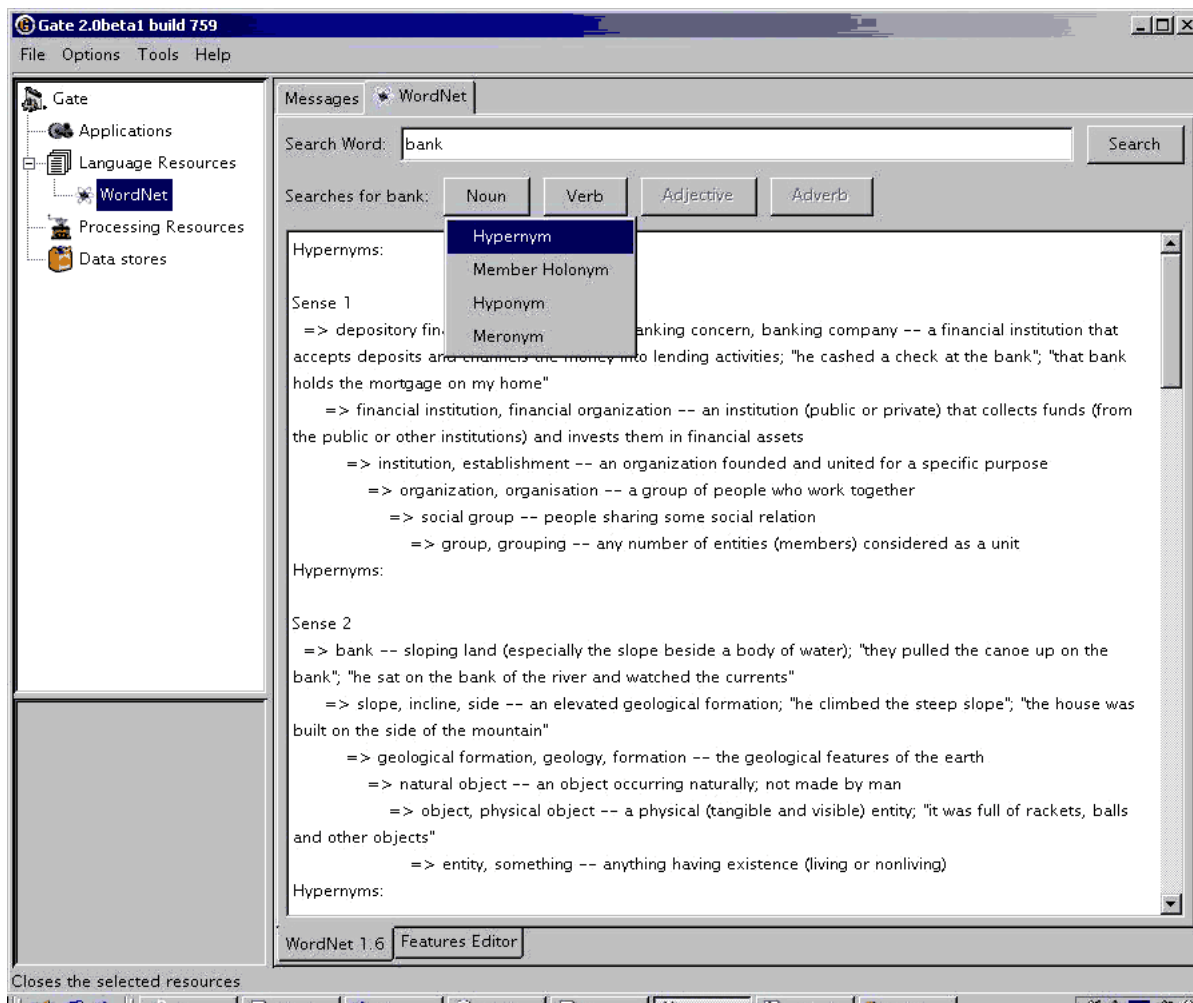 Gate 2.0beta1 build 759
File Options Tools Help
Gate
Applications
Language Resources
WordNet
Processing Resources
Data stores
Messages WordNet
Search Word: bank Search
Searches for bank: Noun Verb Adjective Adverb
Hypernym
Member Holonym
Hyponym
Meronym
Hypernyms:
Sense 1
=> depository fin anking concern, banking company -- a financial institution that
accepts deposits and channels the money into lending activities; "he cashed a check at the bank"; "that bank
holds the mortgage on my home"
=> financial institution, financial organization -- an institution (public or private) that collects funds (from
the public or other institutions) and invests them in financial assets
=> institution, establishment -- an organization founded and united for a specific purpose
=> organization, organisation -- a group of people who work together
=> social group -- people sharing some social relation
=> group, grouping -- any number of entities (members) considered as a unit
Hypernyms:
Sense 2
=> bank -- sloping land (especially the slope beside a body of water); "they pulled the canoe up on the
bank"; "he sat on the bank of the river and watched the currents"
=> slope, incline, side -- an elevated geological formation; "he climbed the steep slope"; "the house was
built on the side of the mountain"
=> geological formation, geology, formation -- the geological features of the earth
=> natural object -- an object occurring naturally; not made by man
=> object, physical object -- a physical (tangible and visible) entity; "it was full of rackets, balls
and other objects"
=> entity, something -- anything having existence (living or nonliving)
Hypernyms:
WordNet 1.6 Features Editor
Closes the selected resources